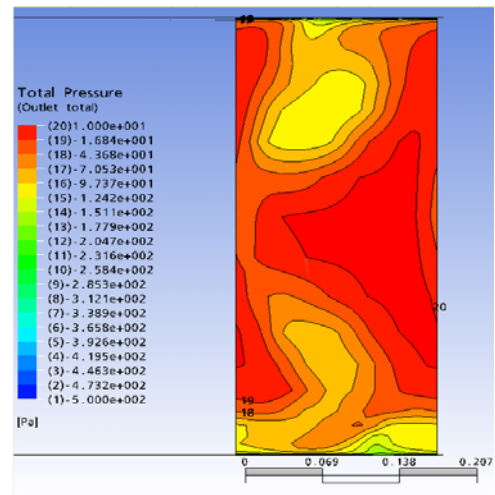 Total Pressure
(Outlet total)
(20)1.000e+001
(19)-1.684e+001
(18)-4.368e+001
(17)-7.053e+001
(16)-9.737e+001
(15)-1.242e+002
(14)-1.511e+002
(13)-1.779e+002
(12)-2.047e+002
(11)-2.316e+002
(10)-2.584e+002
(9)-2.853e+002
(8)-3.121e+002
(7)-3.389e+002
(6)-3.658e+002
(5)-3.926e+002
(4)-4.195e+002
(3)-4.463e+002
(2)-4.732e+002
(1)-5.000e+002
[Pa]
20
19
18
0 0.069 0.138 0.207